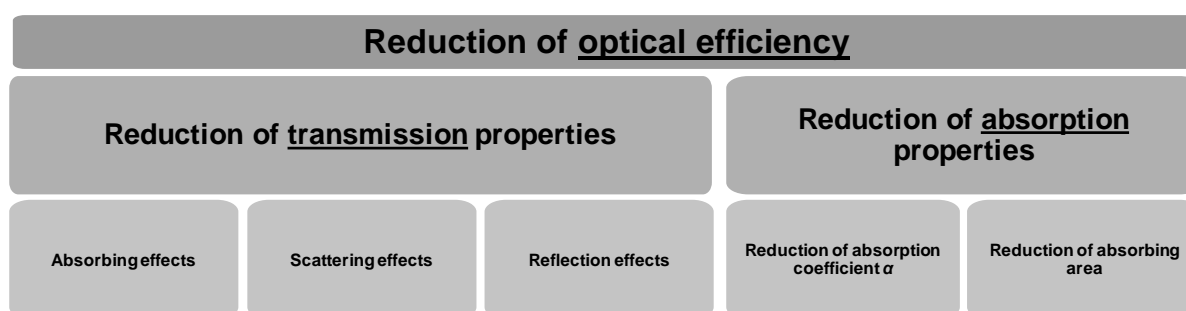 Reduction of optical efficiency
Reduction of transmission properties
Reduction of absorption
properties
Absorbing effects
Scattering effects
Reflection effects
Reduction of absorption
coefficient α
Reduction of absorbing
area